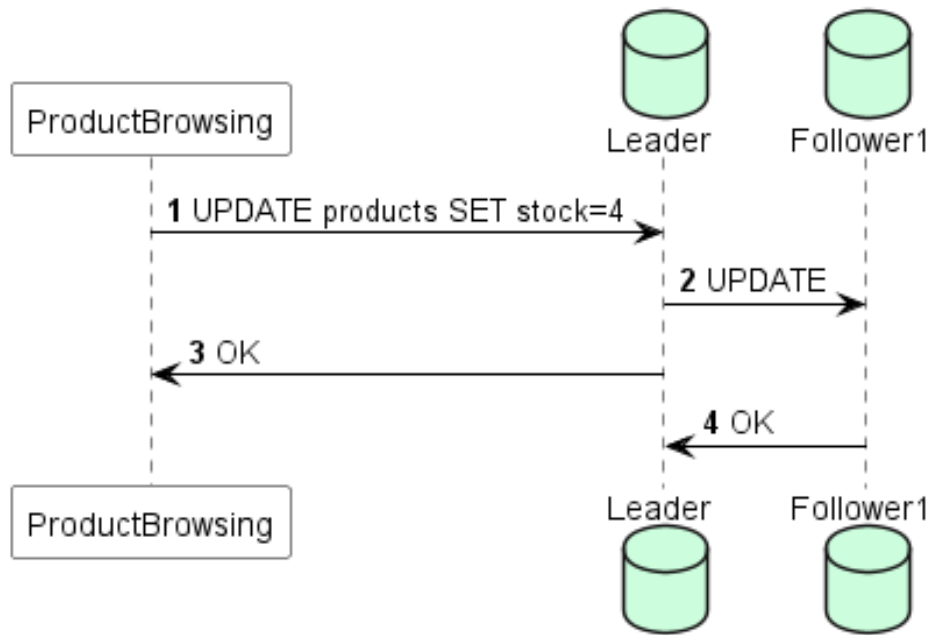 Leader Follower1
ProductBrowsing
1 UPDATE products SET stock=4
2 UPDATE
3 OK
4 OK
Leader Follower1
ProductBrowsing